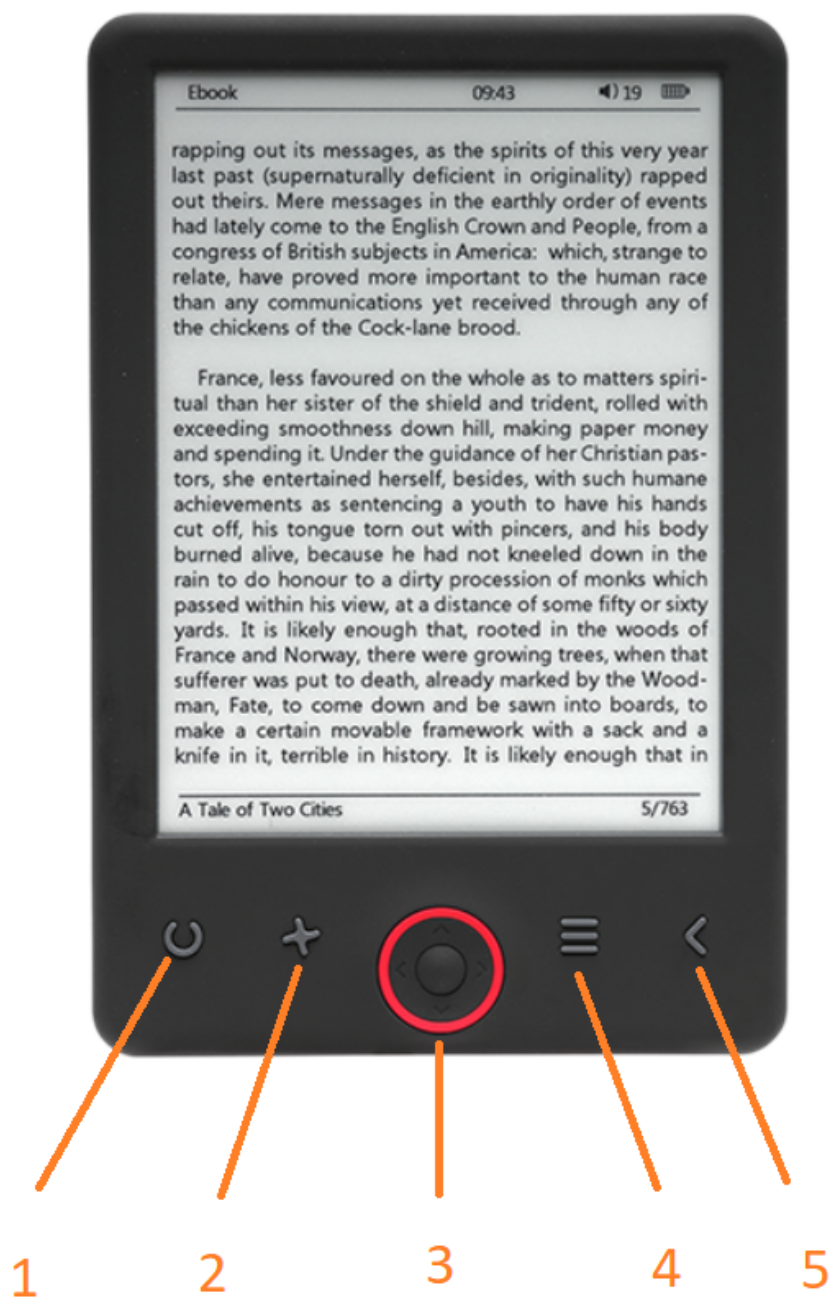 Ebook 09:43 19
rapping out its messages, as the spirits of this very year
last past (supernaturally deficient in originality) rapped
out theirs. Mere messages in the earthly order of events
had lately come to the English Crown and People, from a
congress of British subjects in America: which, strange to
relate, have proved more important to the human race
than any communications yet received through any of
the chickens of the Cock-lane brood.
France, less favoured on the whole as to matters spiri-
tual than her sister of the shield and trident, rolled with
exceeding smoothness down hill, making paper money
and spending it. Under the guidance of her Christian pas-
tors, she entertained herself, besides, with such humane
achievements as sentencing a youth to have his hands
cut off, his tongue torn out with pincers, and his body
burned alive, because he had not kneeled down in the
rain to do honour to a dirty procession of monks which
passed within his view, at a distance of some fifty or sixty
yards. It is likely enough that, rooted in the woods of
France and Norway, there were growing trees, when that
sufferer was put to death, already marked by the Wood-
man, Fate, to come down and be sawn into boards, to
make a certain movable framework with a sack and a
knife in it, terrible in history. It is likely enough that in
A Tale of Two Cities 5/763
1 2 3 4 5